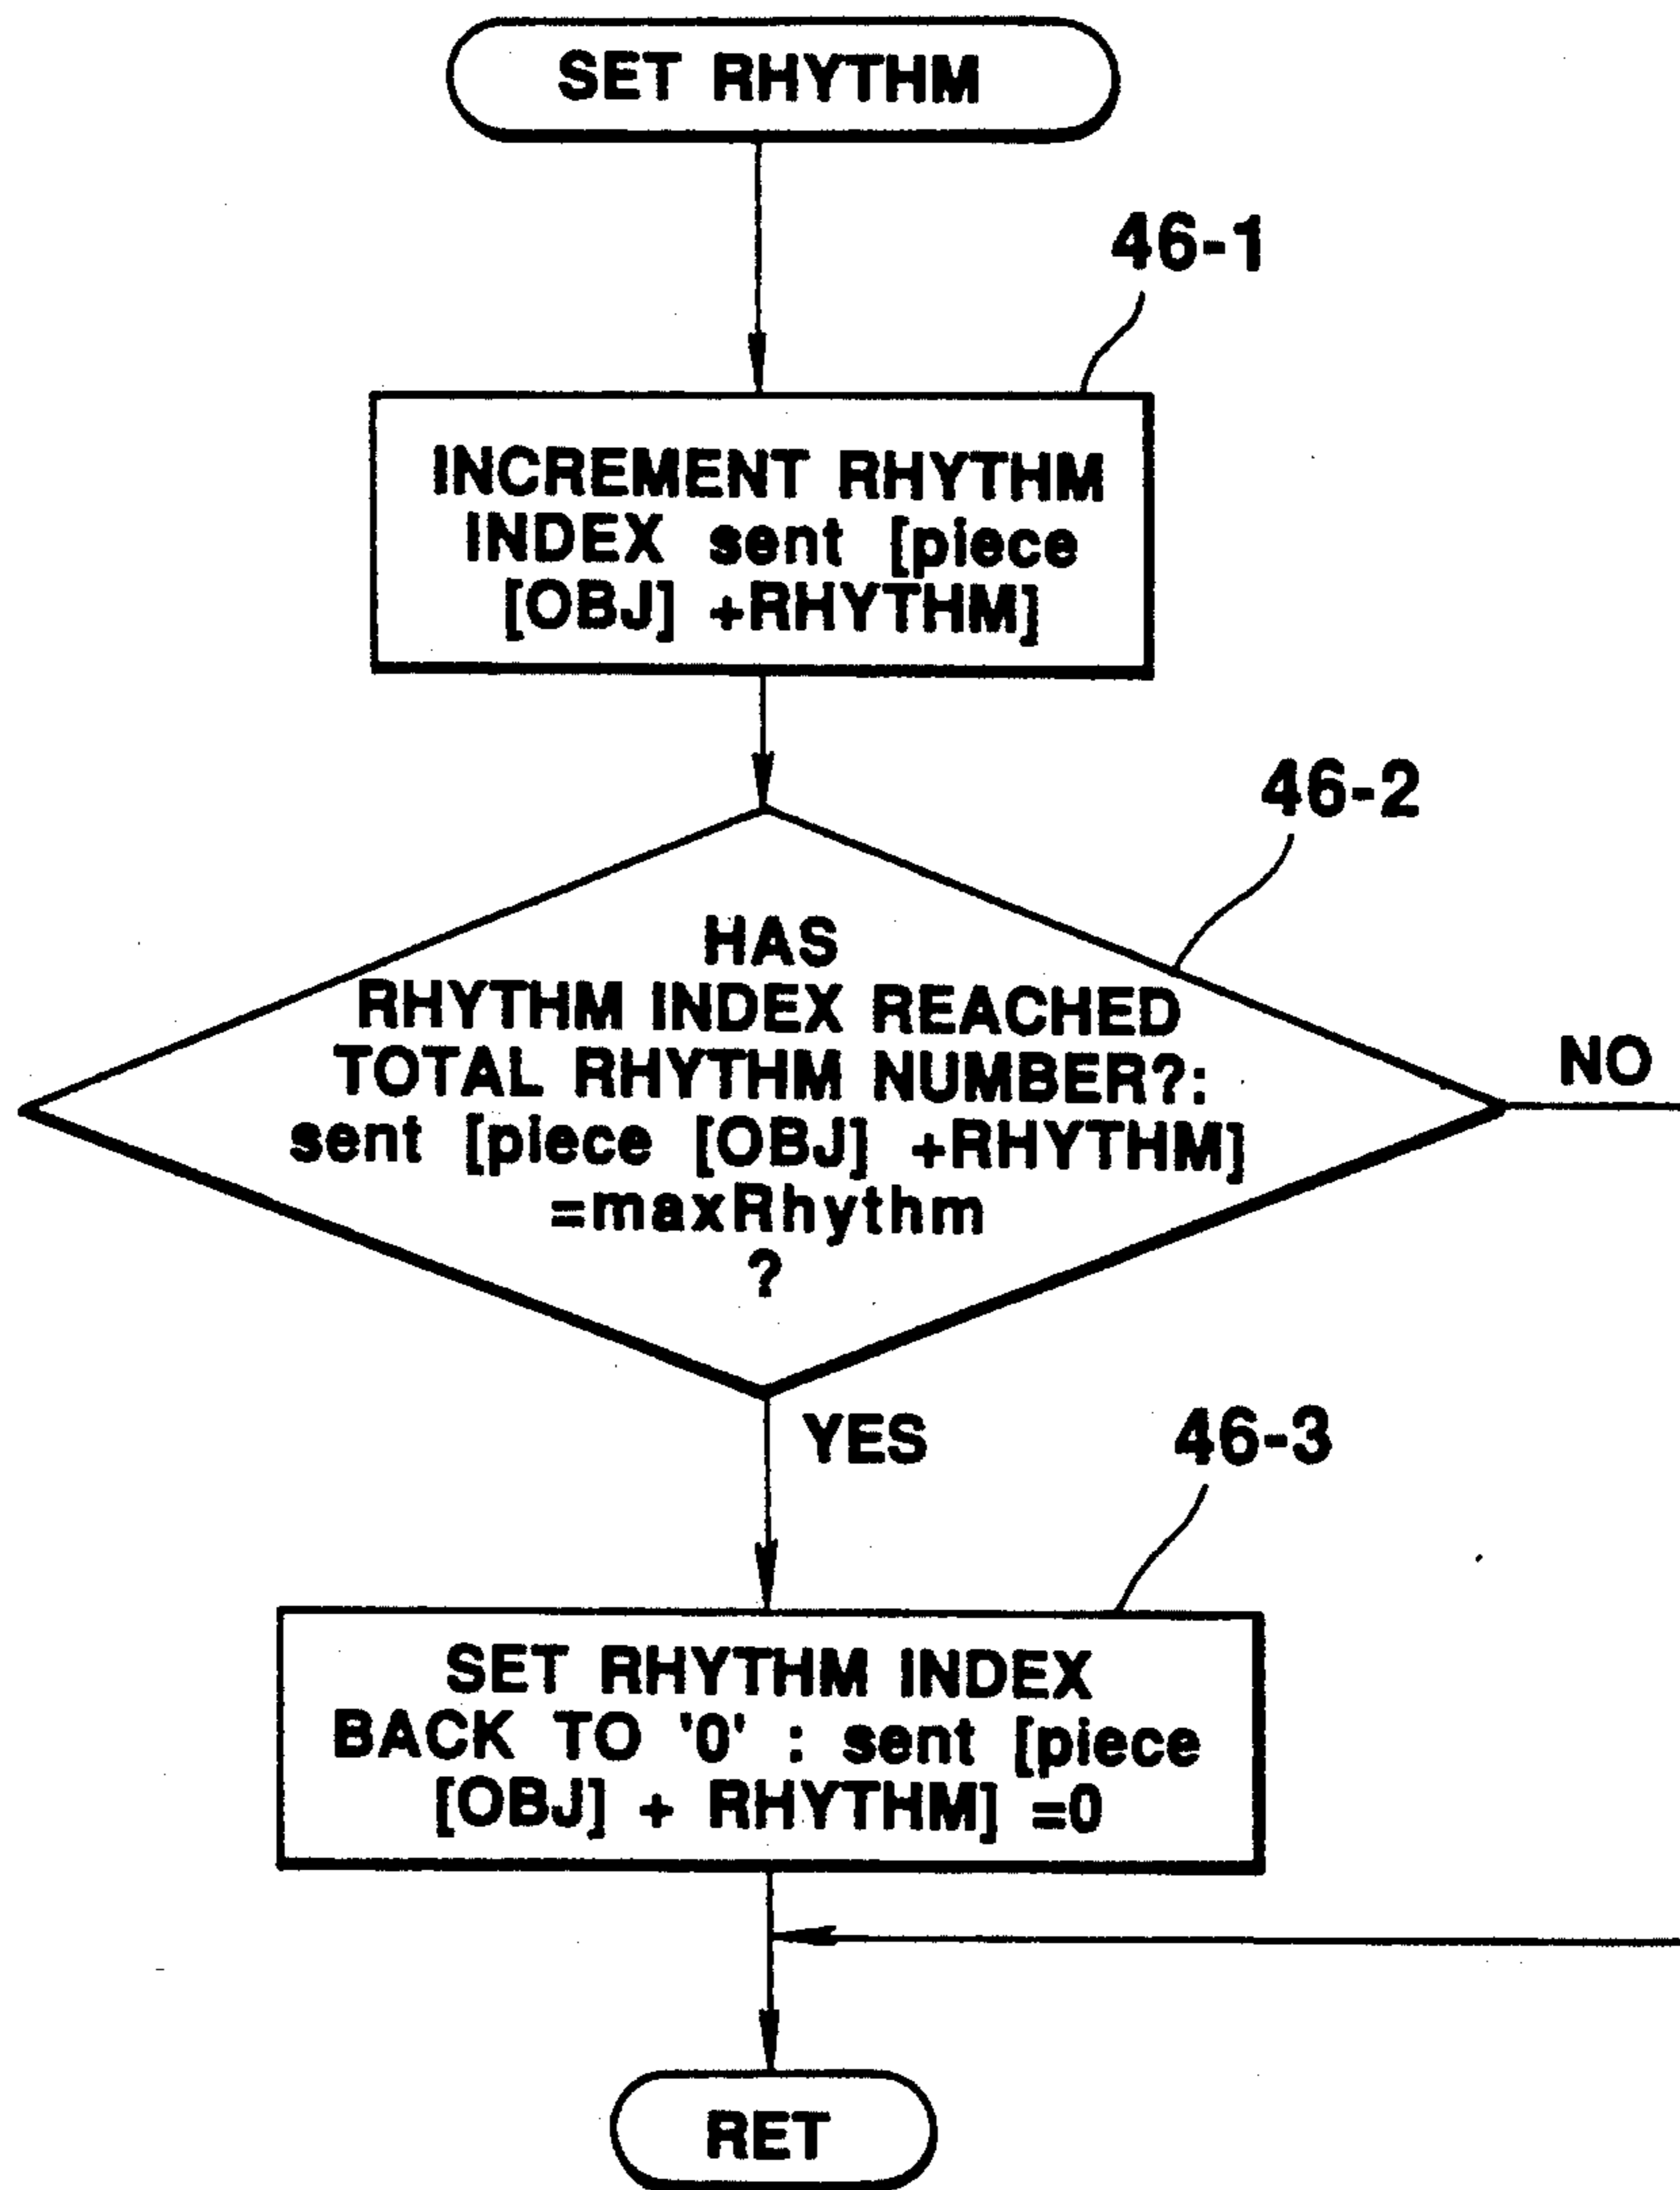 SET RHYTHM
46-1
INCREMENT RHYTHM
INDEX sent [piece
[OBJ] +RHYTHM]
46-2
HAS
RHYTHM INDEX REACHED
TOTAL RHYTHM NUMBER?:
sent [piece [OBJ] +RHYTHM]
=maxRhythm
?
NO
YES
46-3
SET RHYTHM INDEX
BACK TO '0' : sent [piece
[OBJ] + RHYTHM] =0
RET